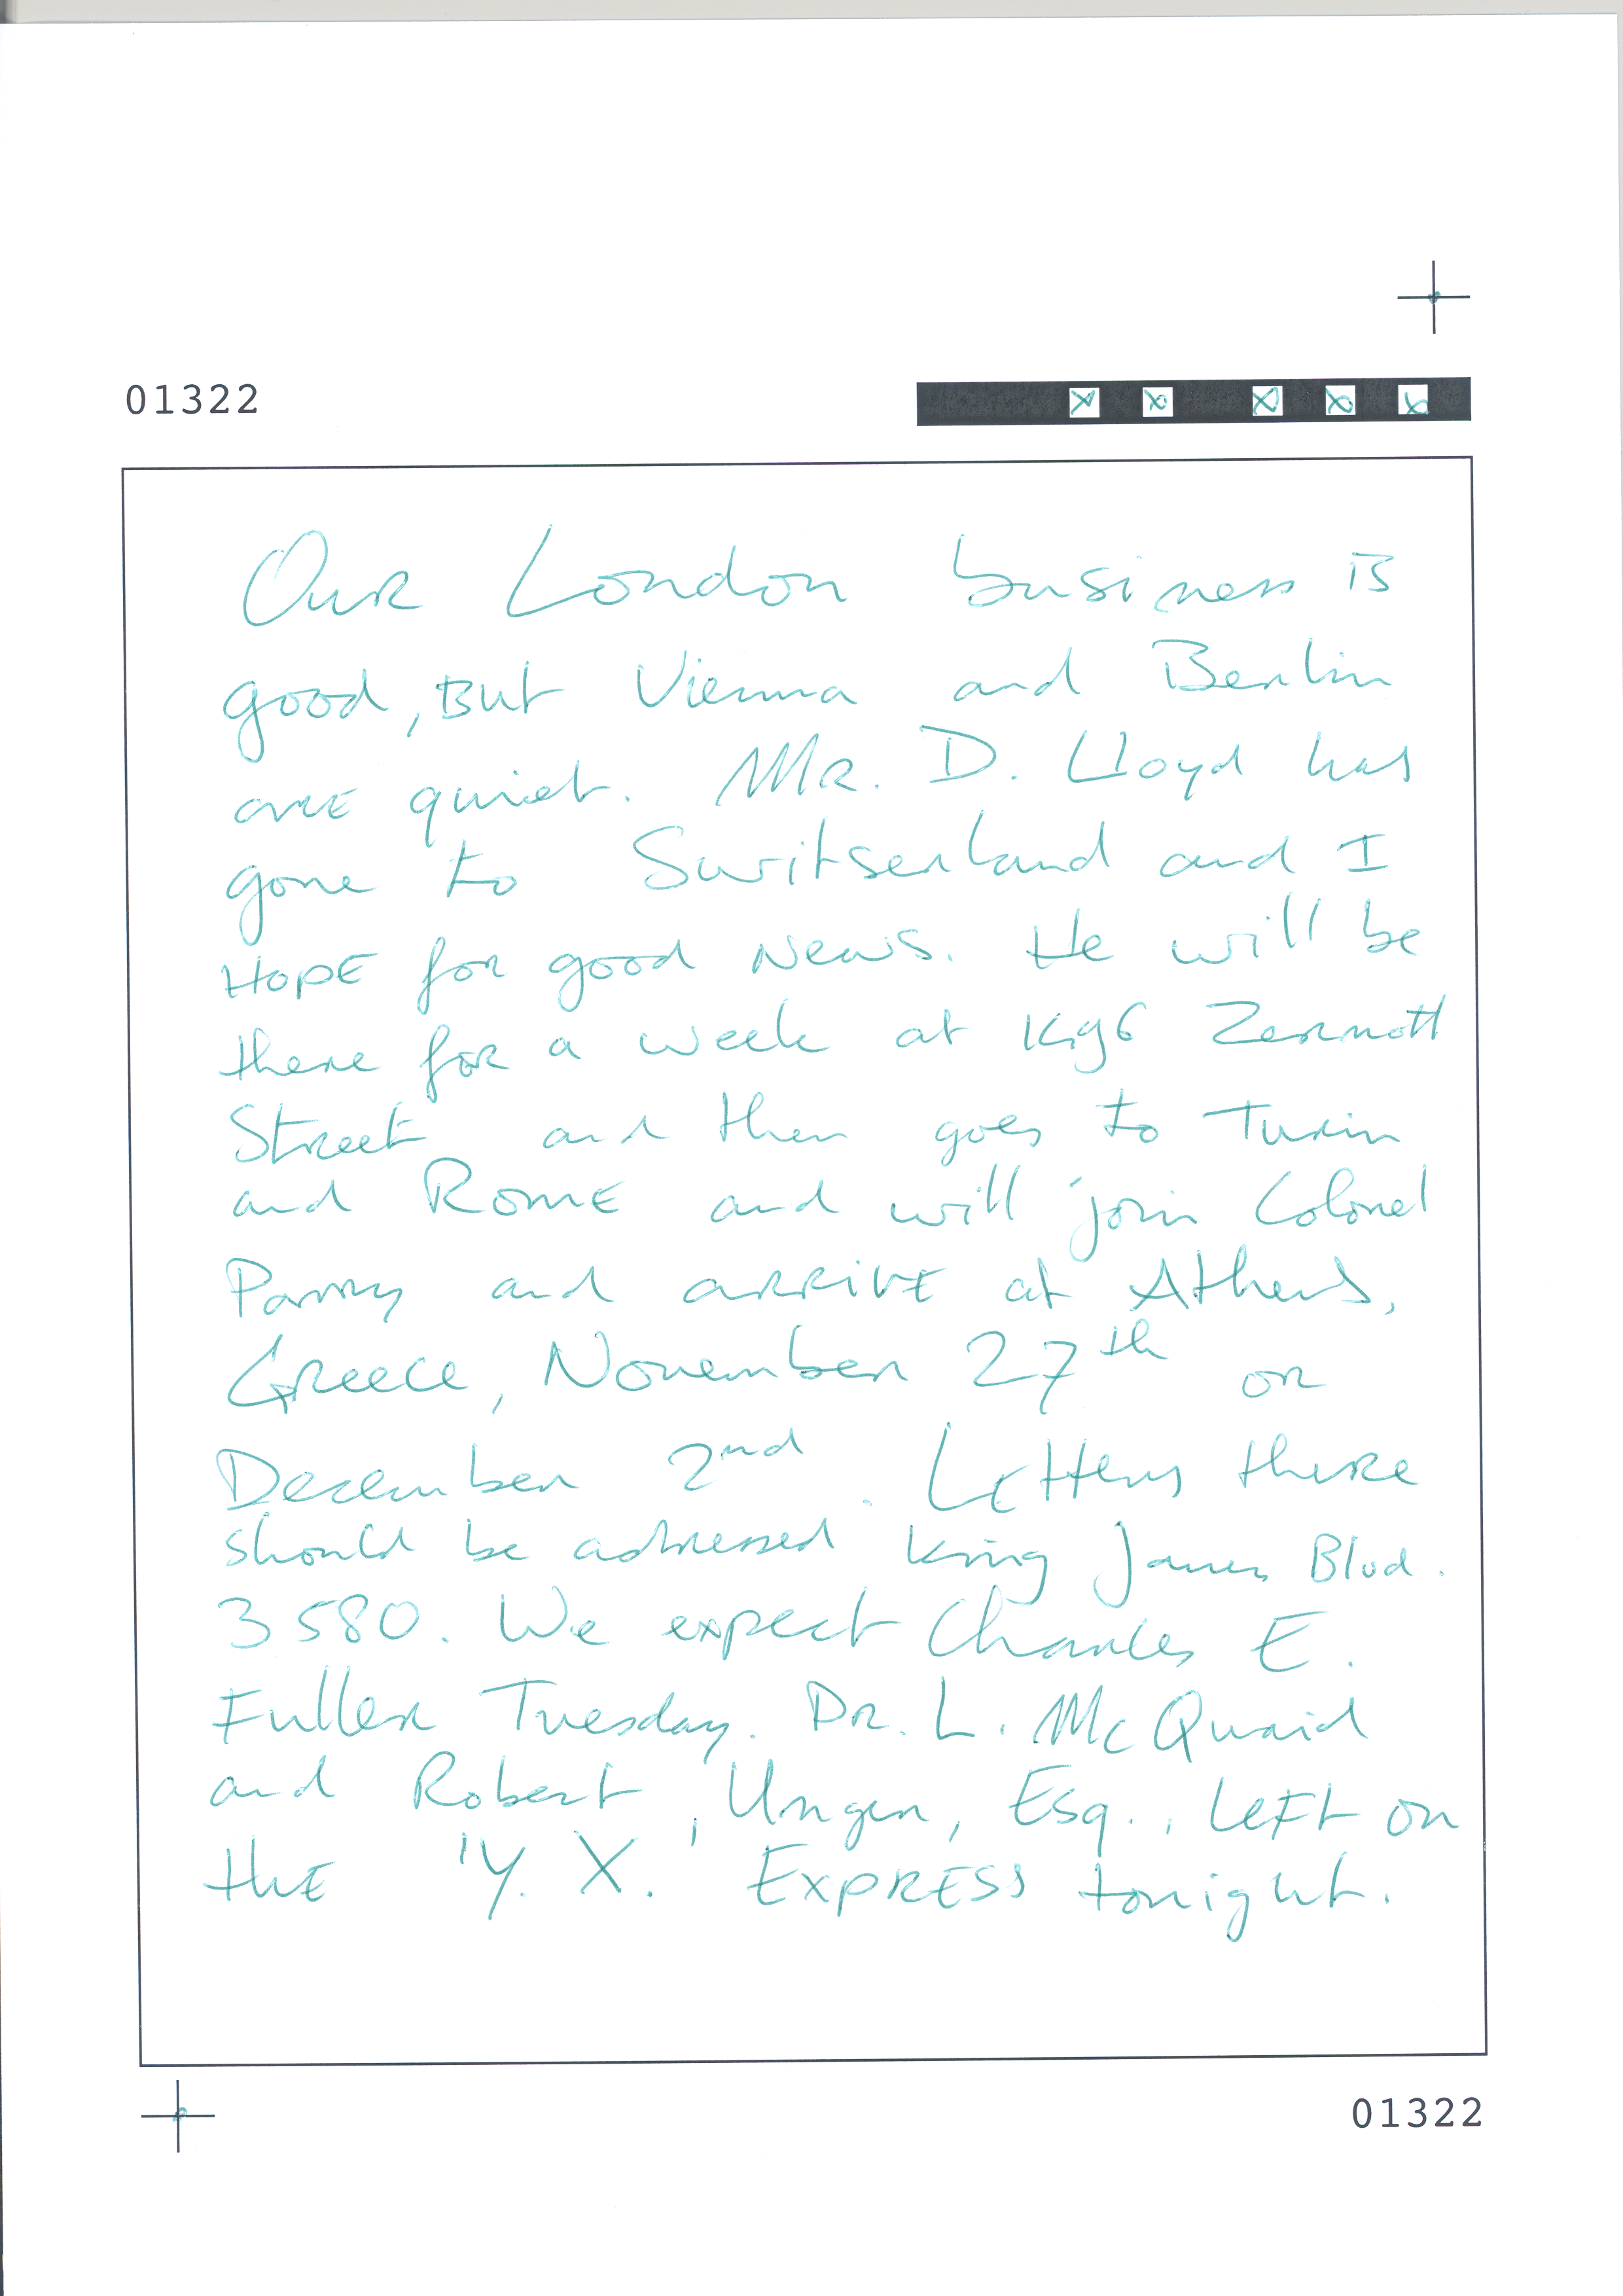 01322
Our London business is
good, but Vienna and Berlin
are quiet. Mr. D. Lloyd has
gone to Switserland and I
HOPE for good news. He will be
there for a week at Zermott
Street and then goes to Turin
and Rome and will join Colonel
Parry and arrive at Athens,
Greece, November 27th or
December 2nd. Letters there
should be adressed King James Blvd.
3580. We expect Charles E.
Fuller Tuesday. Dr. L. McQuaid
and Robert, Unger, Esq., left on
the 'Y. X.' EXPRESS tonight.
01322